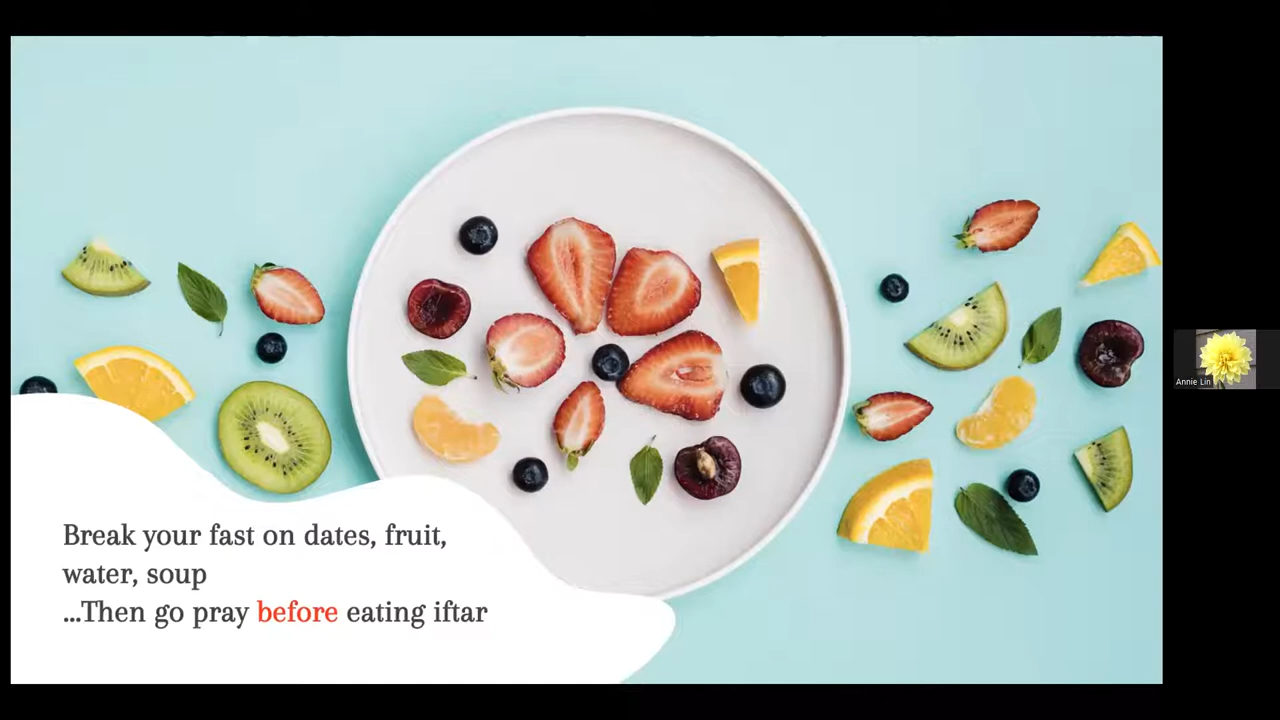 Break your fast on dates, fruit,
water, soup
...Then go pray before eating iftar
Annie Lin